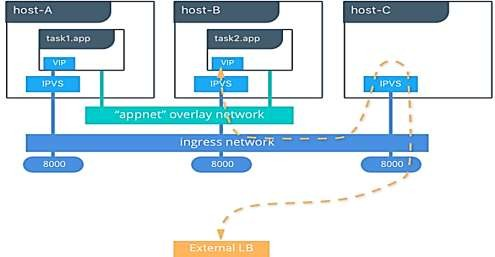 host-A
host-B
host-C
task1.app
task2.app
VIP
VIP
IPVS
IPVS
IPVS
“appnet” overlay network
Ingress network
8000
8000
8000
External LB